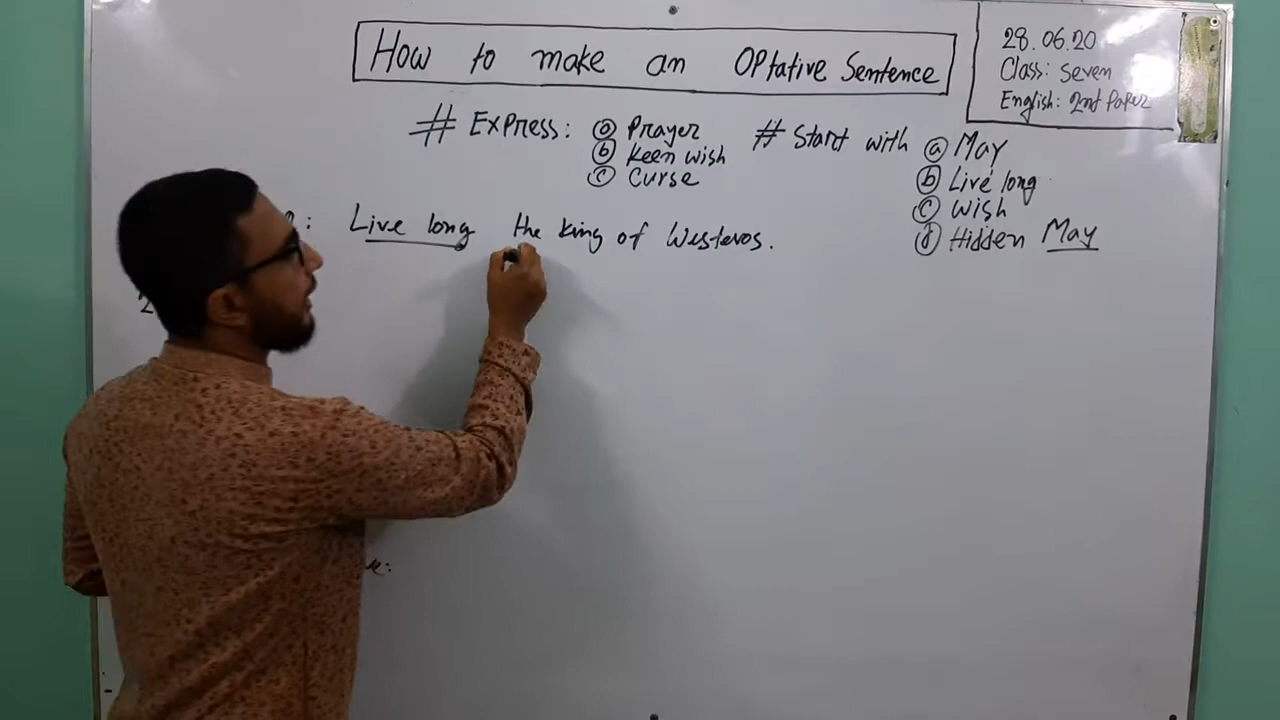 How to make an OPtative Sentence
28.06.20
Class: Seven
English: 2nd PaPer
# ExPress: ⓐ Prayer
ⓑ Keen wish
ⓒ Curse
# Start with ⓐ May
ⓑ Live long
ⓒ Wish
ⓓ Hidden May
: Live long the king of Westeros.
2
e: